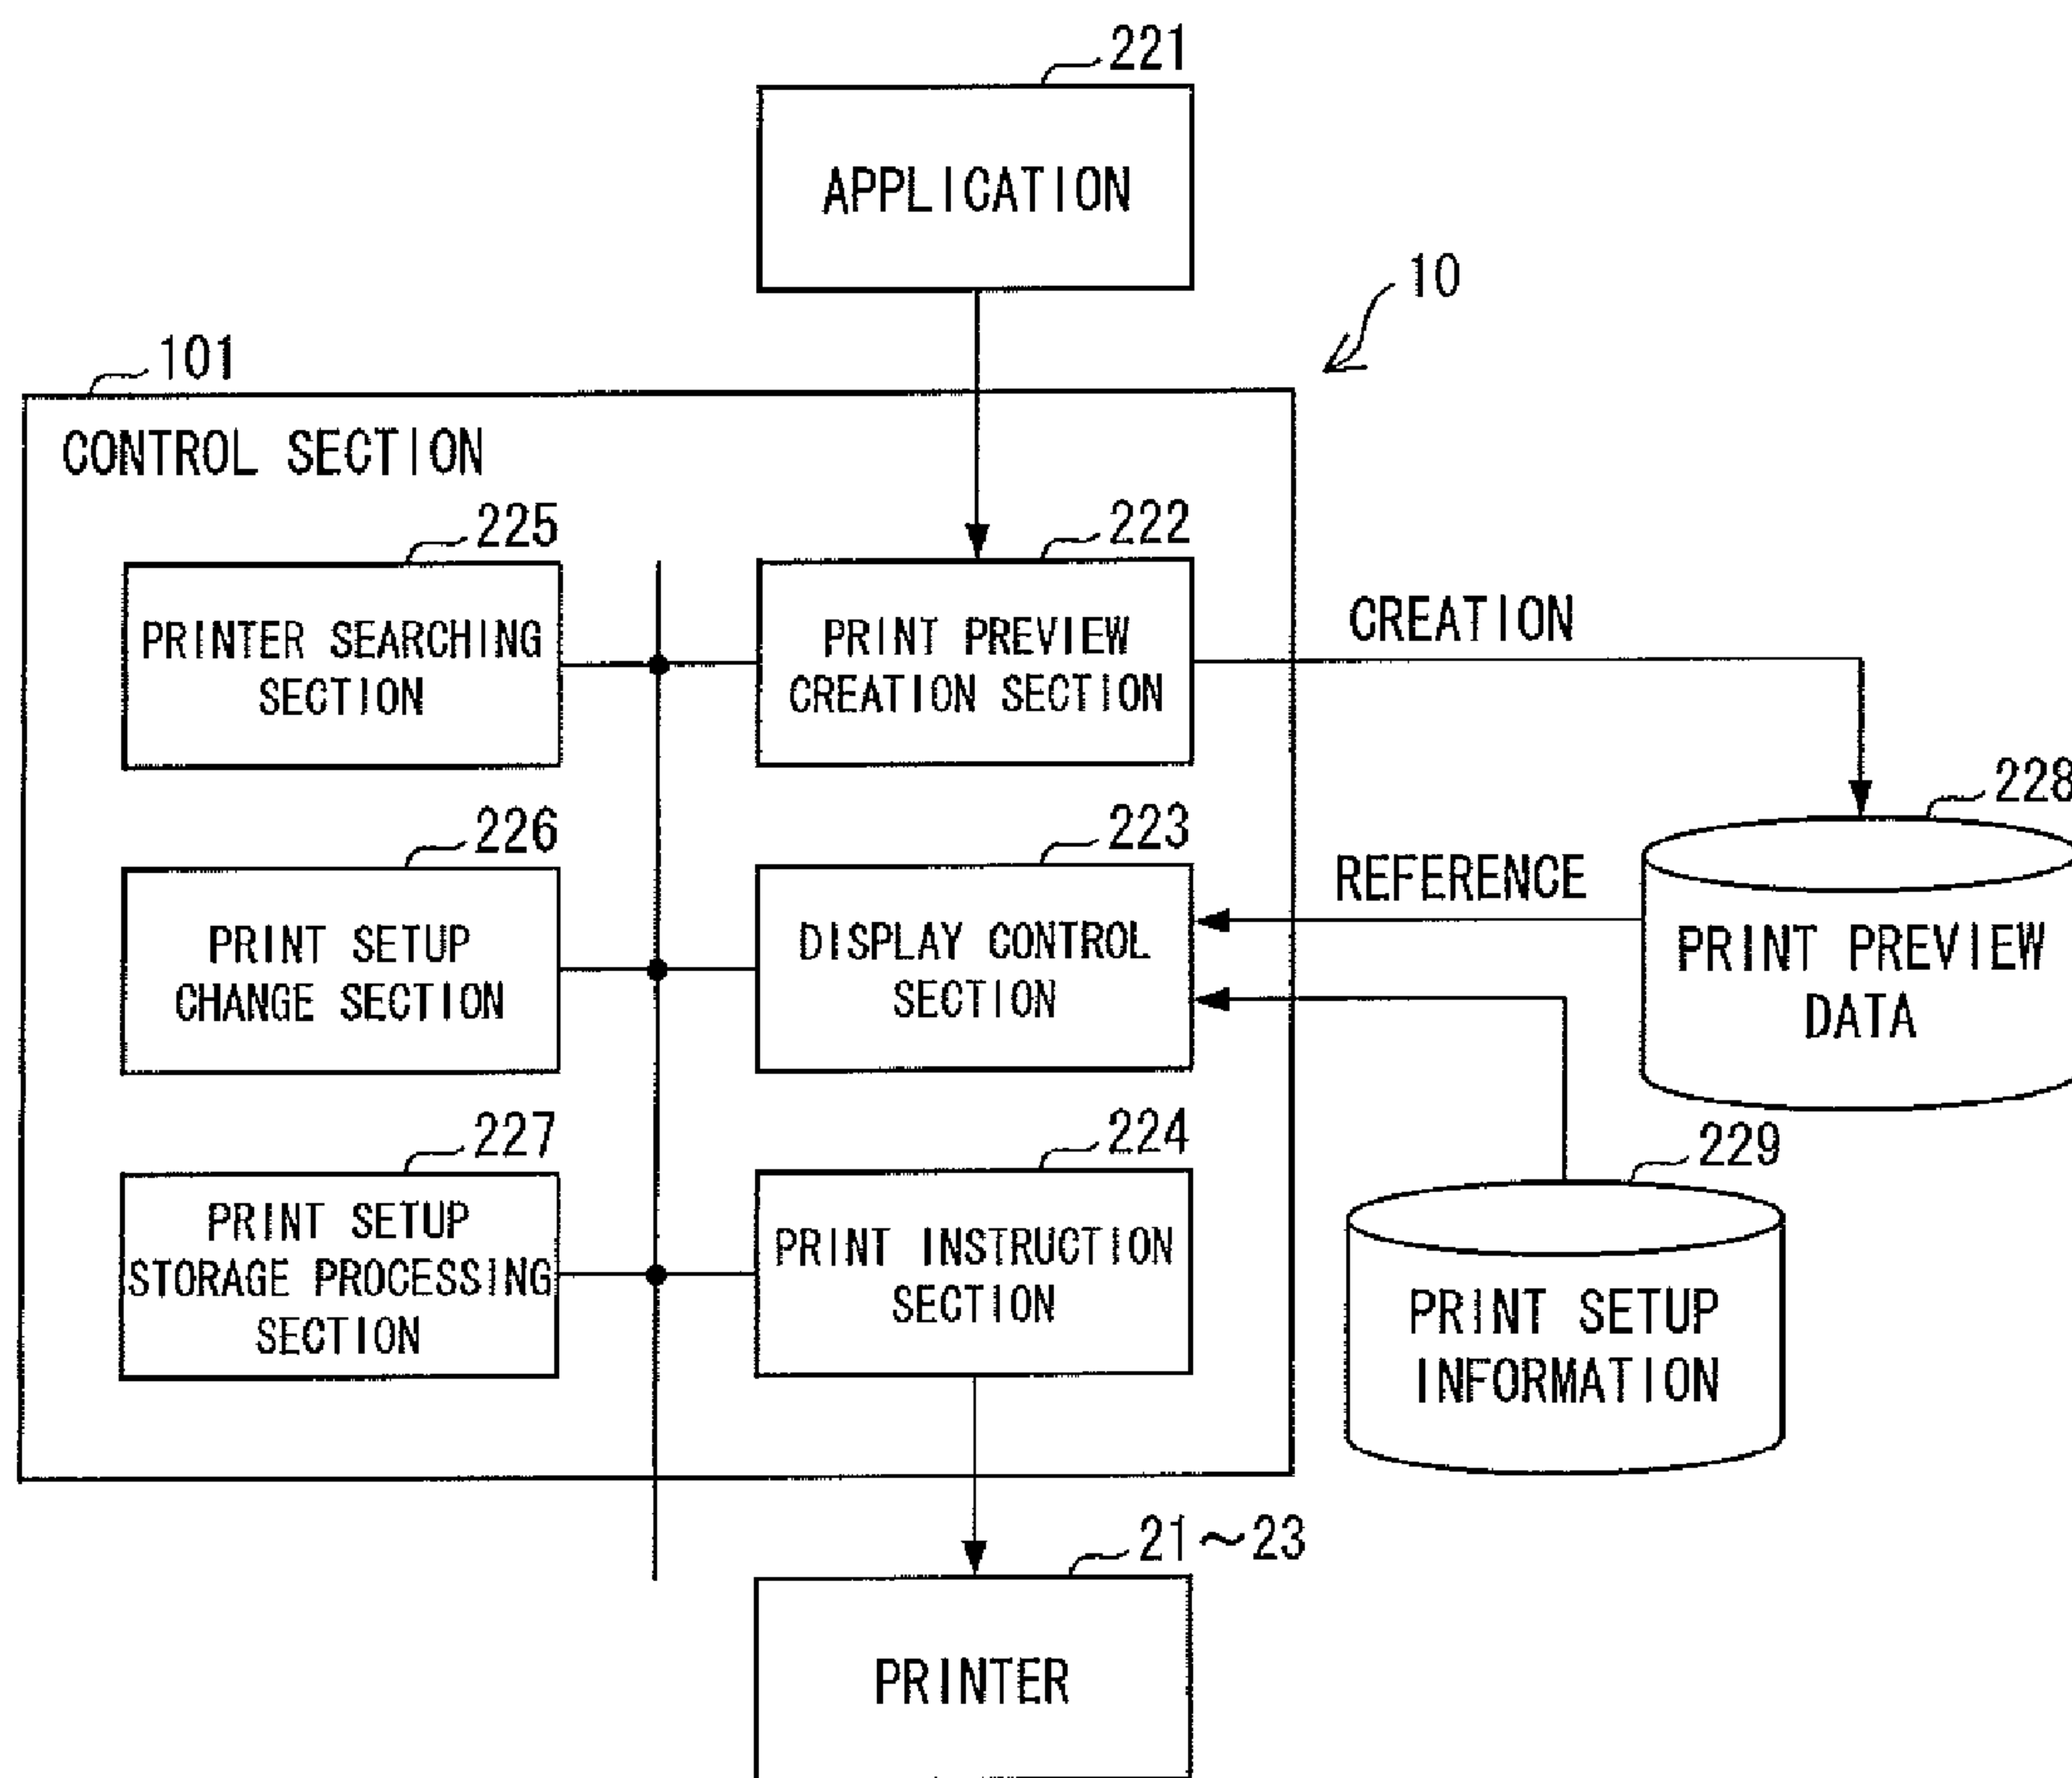 221
APPLICATION
10
101
CONTROL SECTION
225
PRINTER SEARCHING
SECTION
222
PRINT PREVIEW
CREATION SECTION
CREATION
228
PRINT PREVIEW
DATA
226
PRINT SETUP
CHANGE SECTION
223
DISPLAY CONTROL
SECTION
REFERENCE
227
PRINT SETUP
STORAGE PROCESSING
SECTION
224
PRINT INSTRUCTION
SECTION
229
PRINT SETUP
INFORMATION
21~23
PRINTER